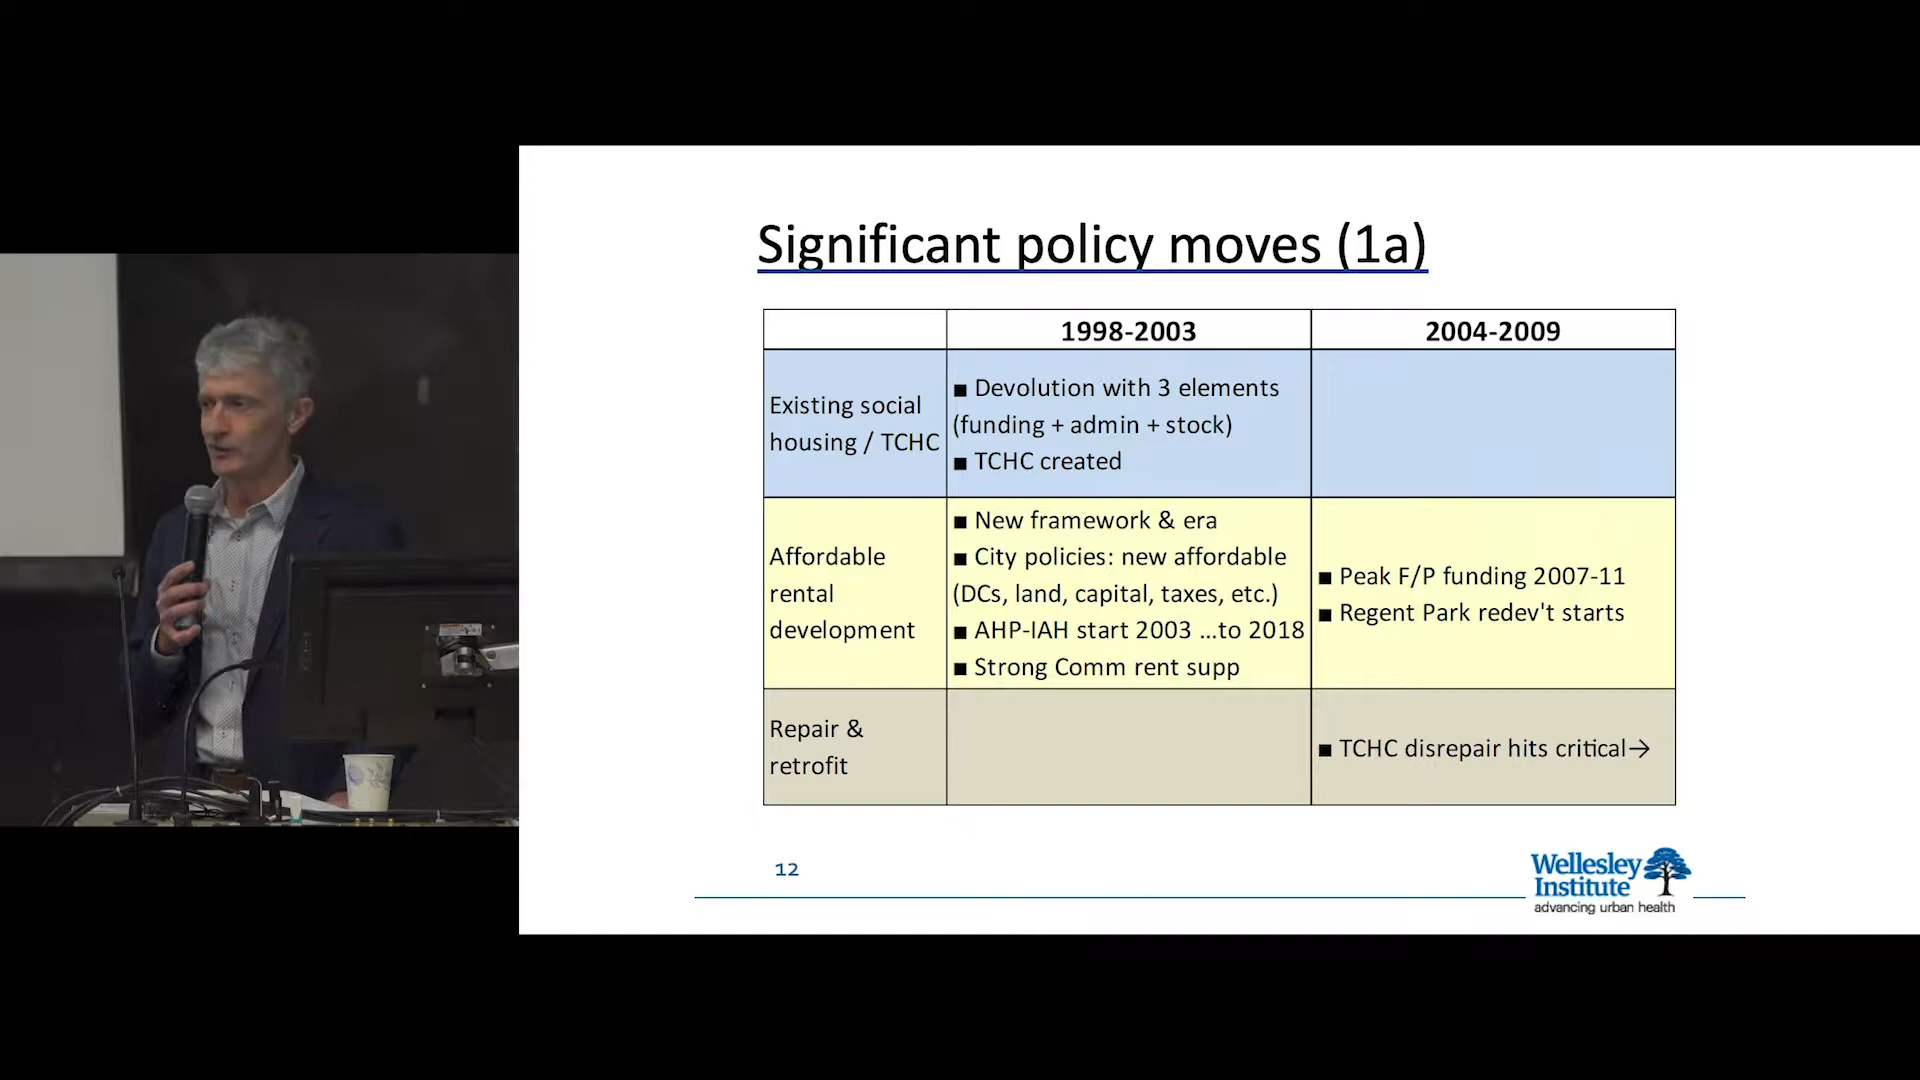 Significant policy moves (1a)
1998-2003
2004-2009
Existing social
housing / TCHC
■ Devolution with 3 elements
(funding + admin + stock)
■ TCHC created
Affordable
rental
development
■ New framework & era
■ City policies: new affordable
(DCs, land, capital, taxes, etc.)
■ AHP-IAH start 2003 …to 2018
■ Strong Comm rent supp
■ Peak F/P funding 2007-11
■ Regent Park redev't starts
Repair &
retrofit
■ TCHC disrepair hits critical→
12
Wellesley
Institute
advancing urban health